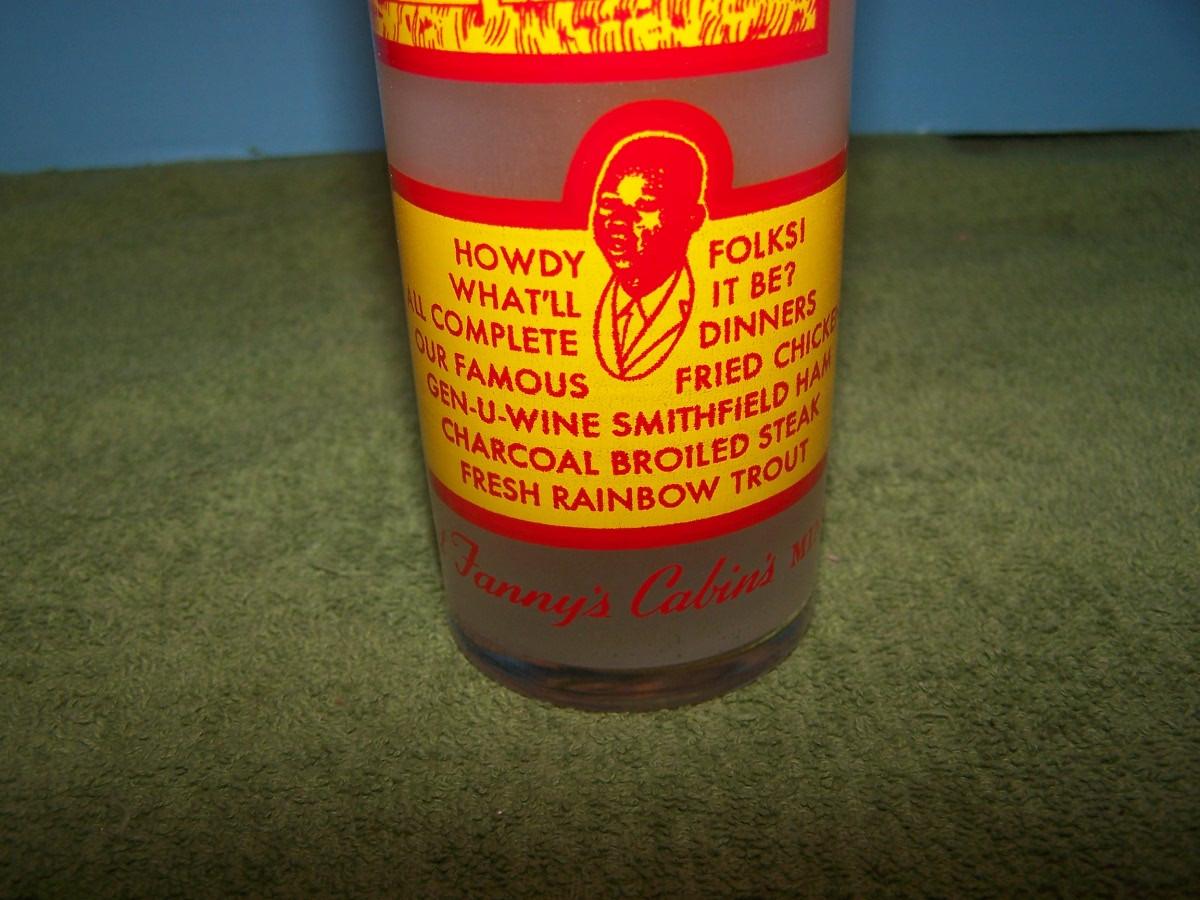 HOWDY FOLKS!
WHAT'LL IT BE?
ALL COMPLETE DINNERS
OUR FAMOUS FRIED CHICKEN
GEN-U-WINE SMITHFIELD HAM
CHARCOAL BROILED STEAK
FRESH RAINBOW TROUT
Fanny's Cabin's